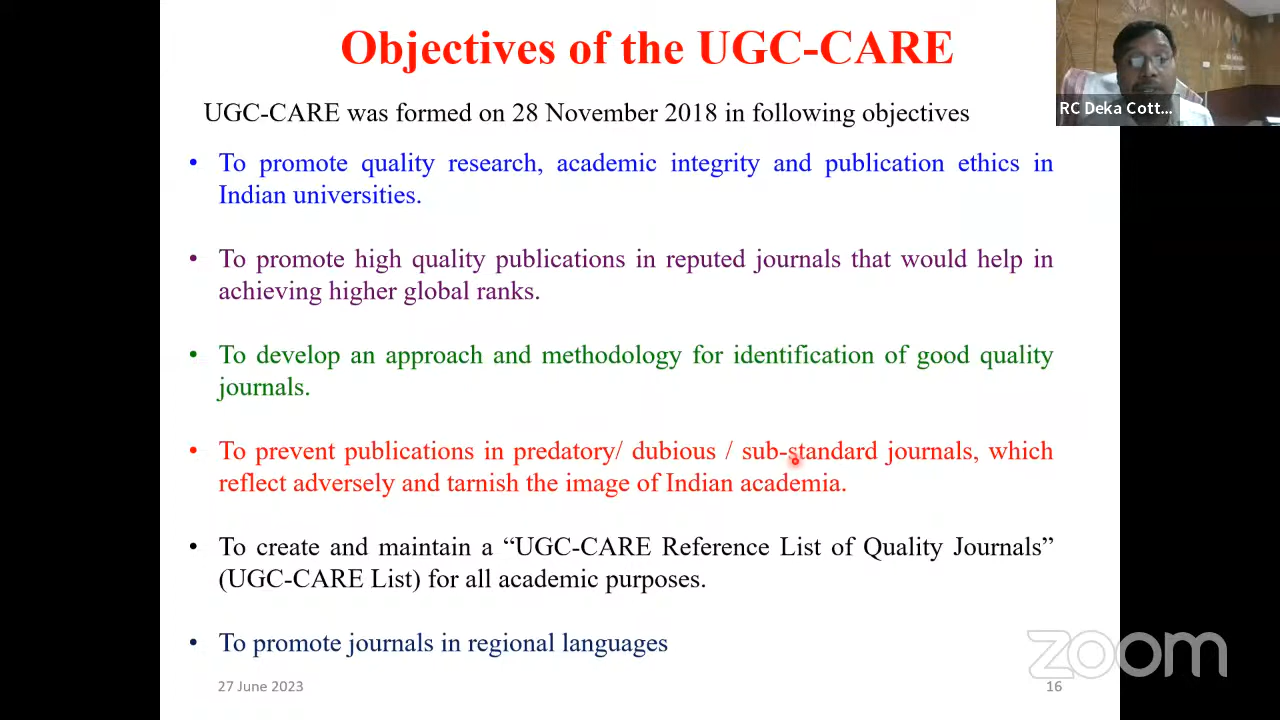 Objectives of the UGC-CARE
RC Deka Cott...
UGC-CARE was formed on 28 November 2018 in following objectives
• To promote quality research, academic integrity and publication ethics in
Indian universities.
• To promote high quality publications in reputed journals that would help in
achieving higher global ranks.
• To develop an approach and methodology for identification of good quality
journals.
• To prevent publications in predatory/ dubious / sub-standard journals, which
reflect adversely and tarnish the image of Indian academia.
• To create and maintain a “UGC-CARE Reference List of Quality Journals”
(UGC-CARE List) for all academic purposes.
• To promote journals in regional languages
zoom
27 June 2023
16